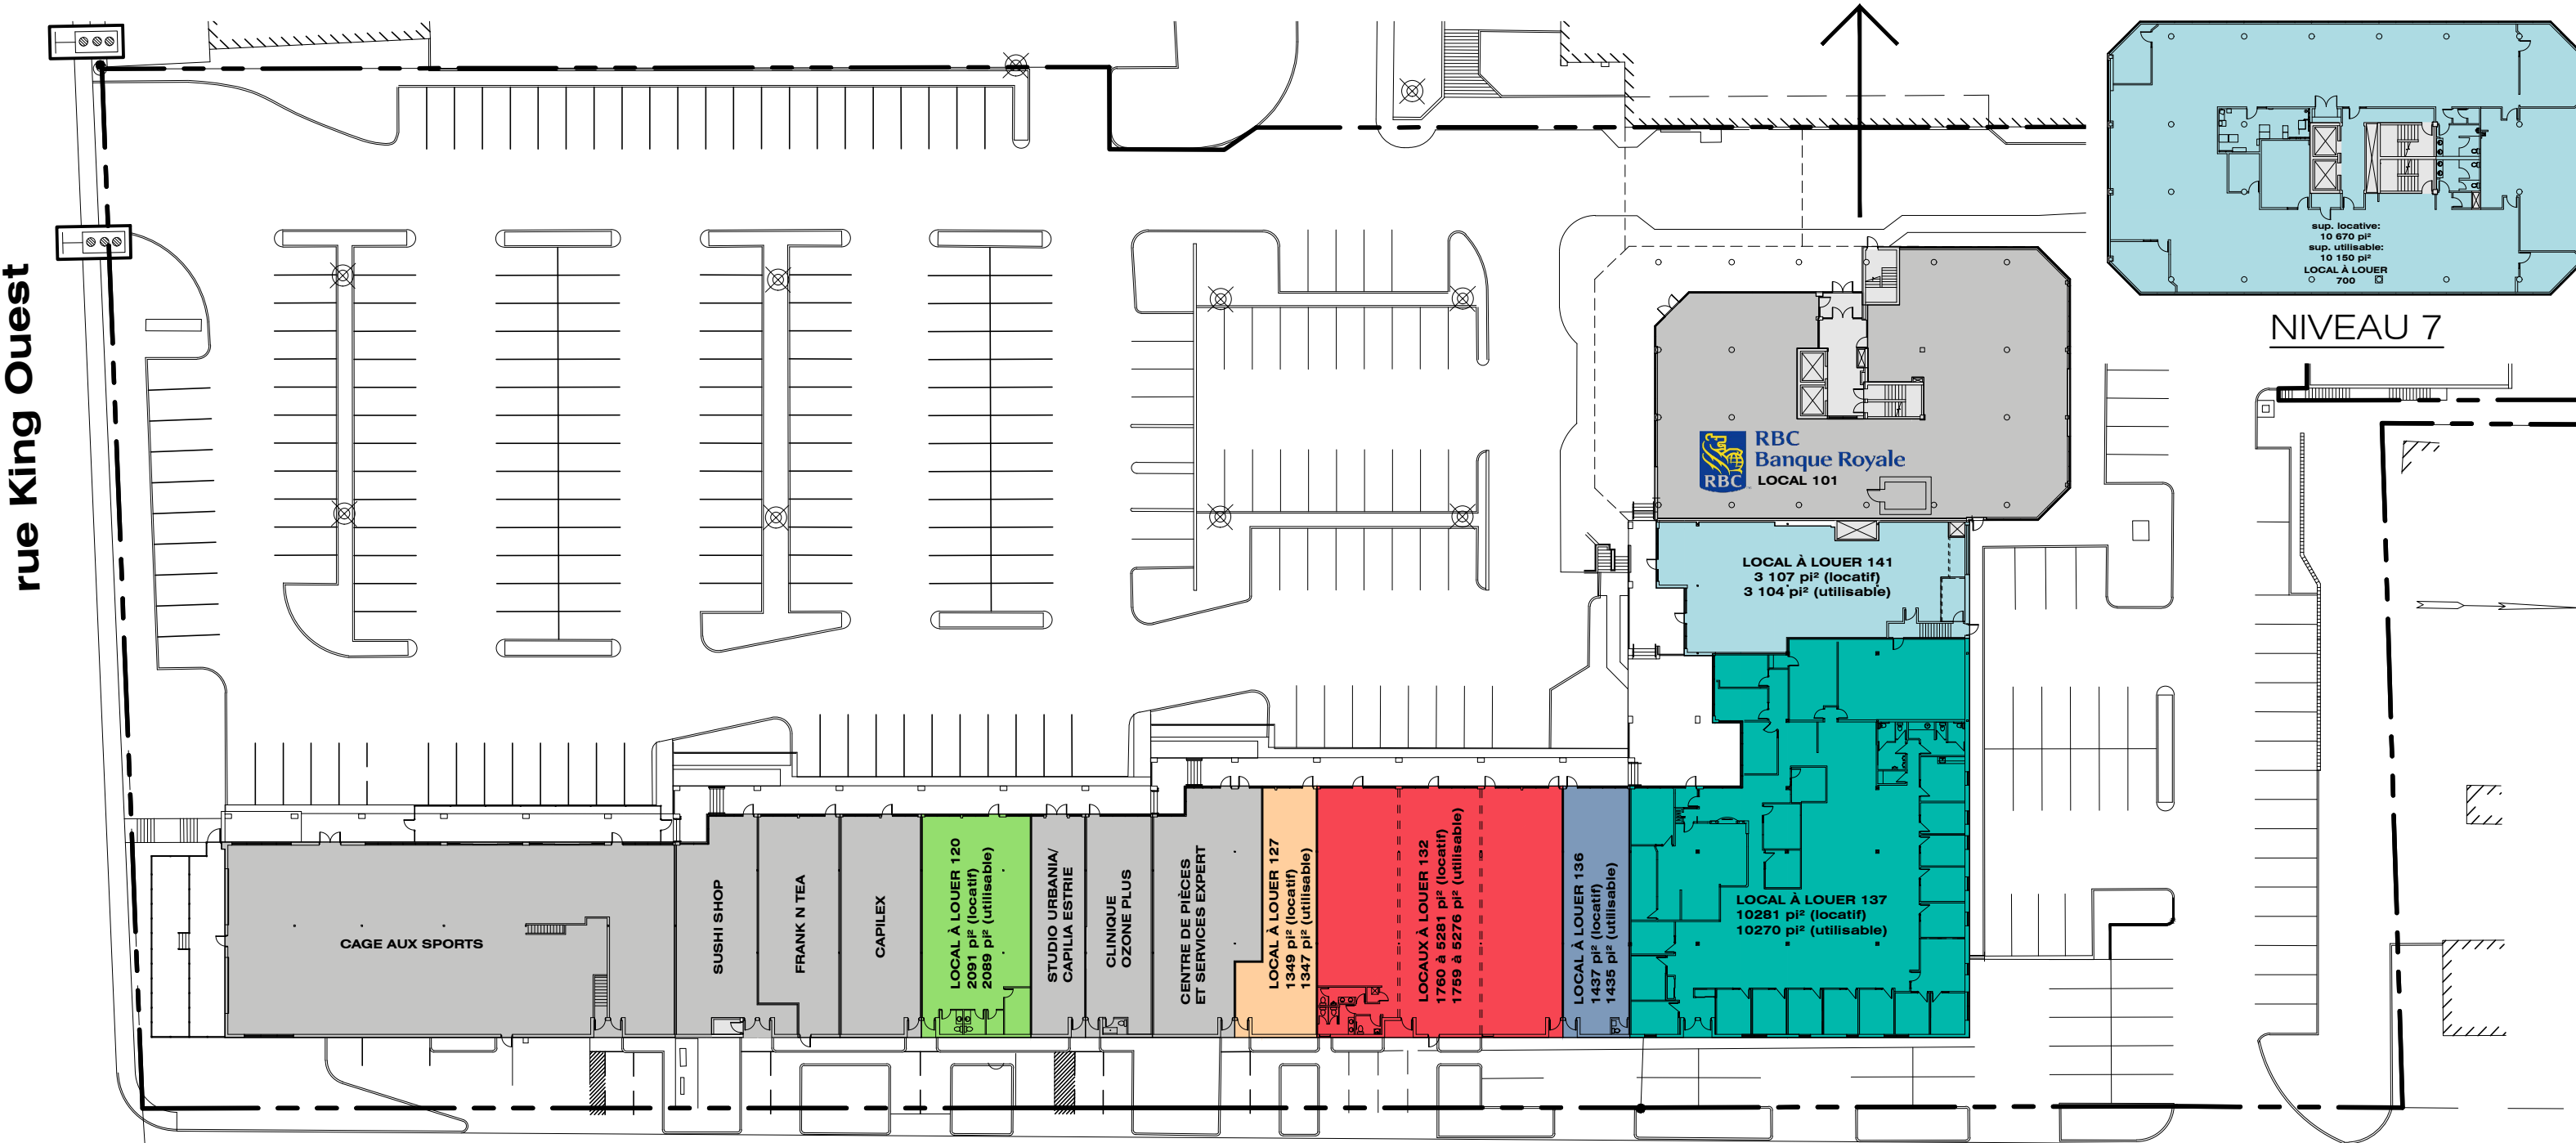 rue King Ouest
sup. locative:
10 670 pi²
sup. utilisable:
10 150 pi²
LOCAL À LOUER
700
NIVEAU 7
RBC
Banque Royale
RBC
LOCAL 101
LOCAL À LOUER 141
3 107 pi² (locatif)
3 104 pi² (utilisable)
CAGE AUX SPORTS
SUSHI SHOP
FRANK N TEA
CAPILEX
LOCAL À LOUER 120
2091 pi² (locatif)
2089 pi² (utilisable)
STUDIO URBANIA/
CAPILIA ESTRIE
CLINIQUE
OZONE PLUS
CENTRE DE PIÈCES
ET SERVICES EXPERT
LOCAL À LOUER 127
1349 pi² (locatif)
1347 pi² (utilisable)
LOCAUX À LOUER 132
1760 à 5281 pi² (locatif)
1759 à 5276 pi² (utilisable)
LOCAL À LOUER 136
1437 pi² (locatif)
1435 pi² (utilisable)
LOCAL À LOUER 137
10281 pi² (locatif)
10270 pi² (utilisable)